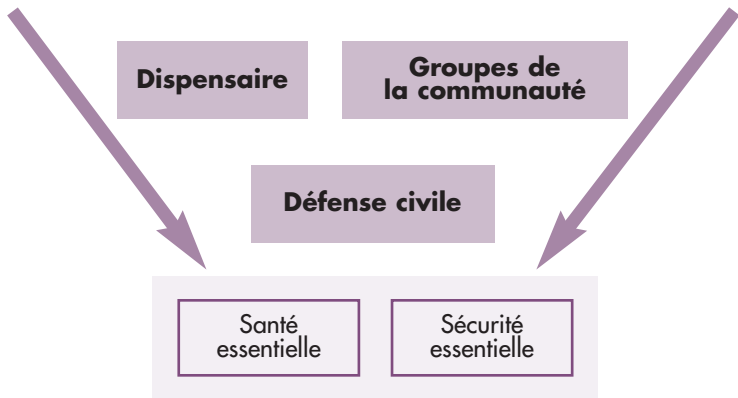 Dispensaire
Groupes de
la communauté
Défense civile
Santé
essentielle
Sécurité
essentielle